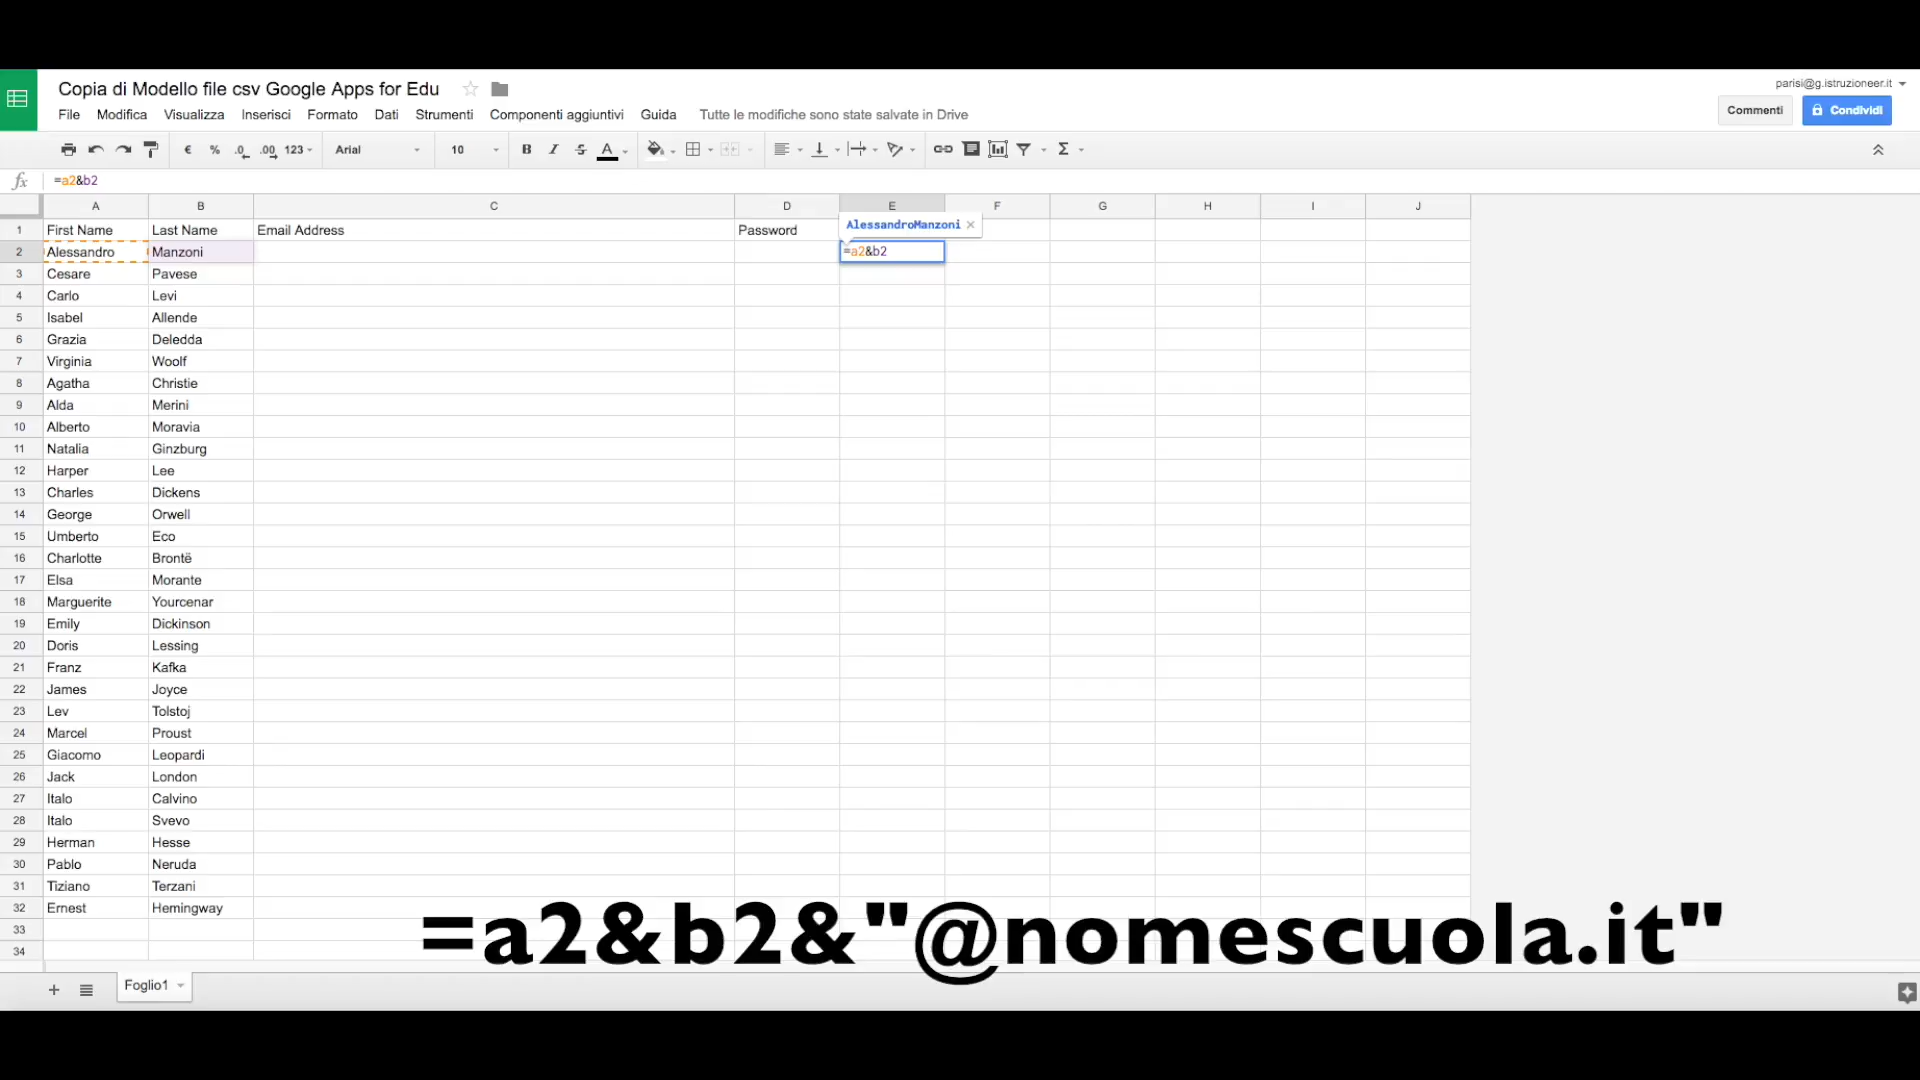 Copia di Modello file csv Google Apps for Edu
parisi@g.istruzioneer.it
File Modifica Visualizza Inserisci Formato Dati Strumenti Componenti aggiuntivi Guida Tutte le modifiche sono state salvate in Drive
Commenti Condividi
€ % .0 .00 123 Arial 10 B I S A Σ
fx =a2&b2
A B C D E F G H I J
AlessandroManzoni ×
1 First Name Last Name Email Address Password
2 Alessandro Manzoni =a2&b2
3 Cesare Pavese
4 Carlo Levi
5 Isabel Allende
6 Grazia Deledda
7 Virginia Woolf
8 Agatha Christie
9 Alda Merini
10 Alberto Moravia
11 Natalia Ginzburg
12 Harper Lee
13 Charles Dickens
14 George Orwell
15 Umberto Eco
16 Charlotte Brontë
17 Elsa Morante
18 Marguerite Yourcenar
19 Emily Dickinson
20 Doris Lessing
21 Franz Kafka
22 James Joyce
23 Lev Tolstoj
24 Marcel Proust
25 Giacomo Leopardi
26 Jack London
27 Italo Calvino
28 Italo Svevo
29 Herman Hesse
30 Pablo Neruda
31 Tiziano Terzani
32 Ernest Hemingway
33
34
=a2&b2&"@nomescuola.it"
Foglio1